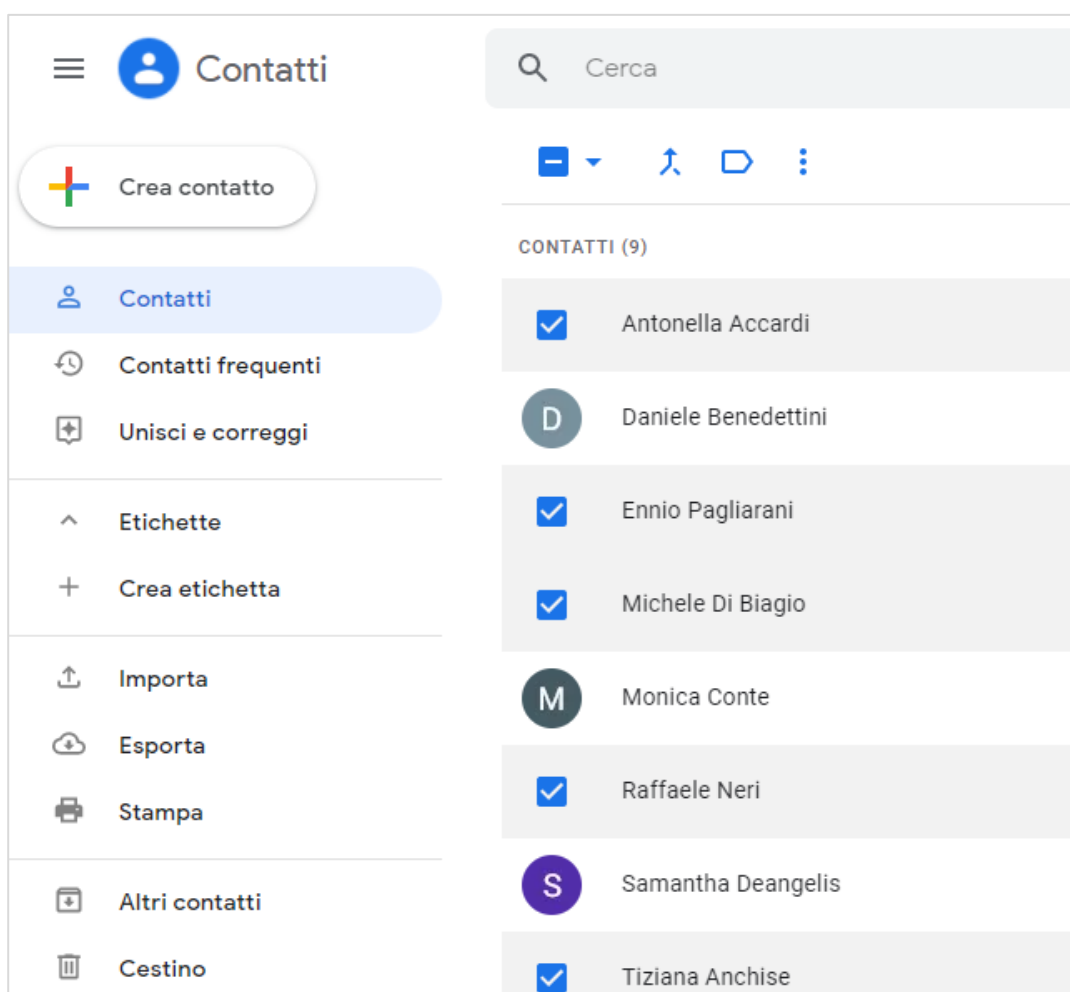 Contatti
Cerca
Crea contatto
CONTATTI (9)
Contatti
Contatti frequenti
Unisci e correggi
Etichette
Crea etichetta
Importa
Esporta
Stampa
Altri contatti
Cestino
Antonella Accardi
D
Daniele Benedettini
Ennio Pagliarani
Michele Di Biagio
M
Monica Conte
Raffaele Neri
S
Samantha Deangelis
Tiziana Anchise